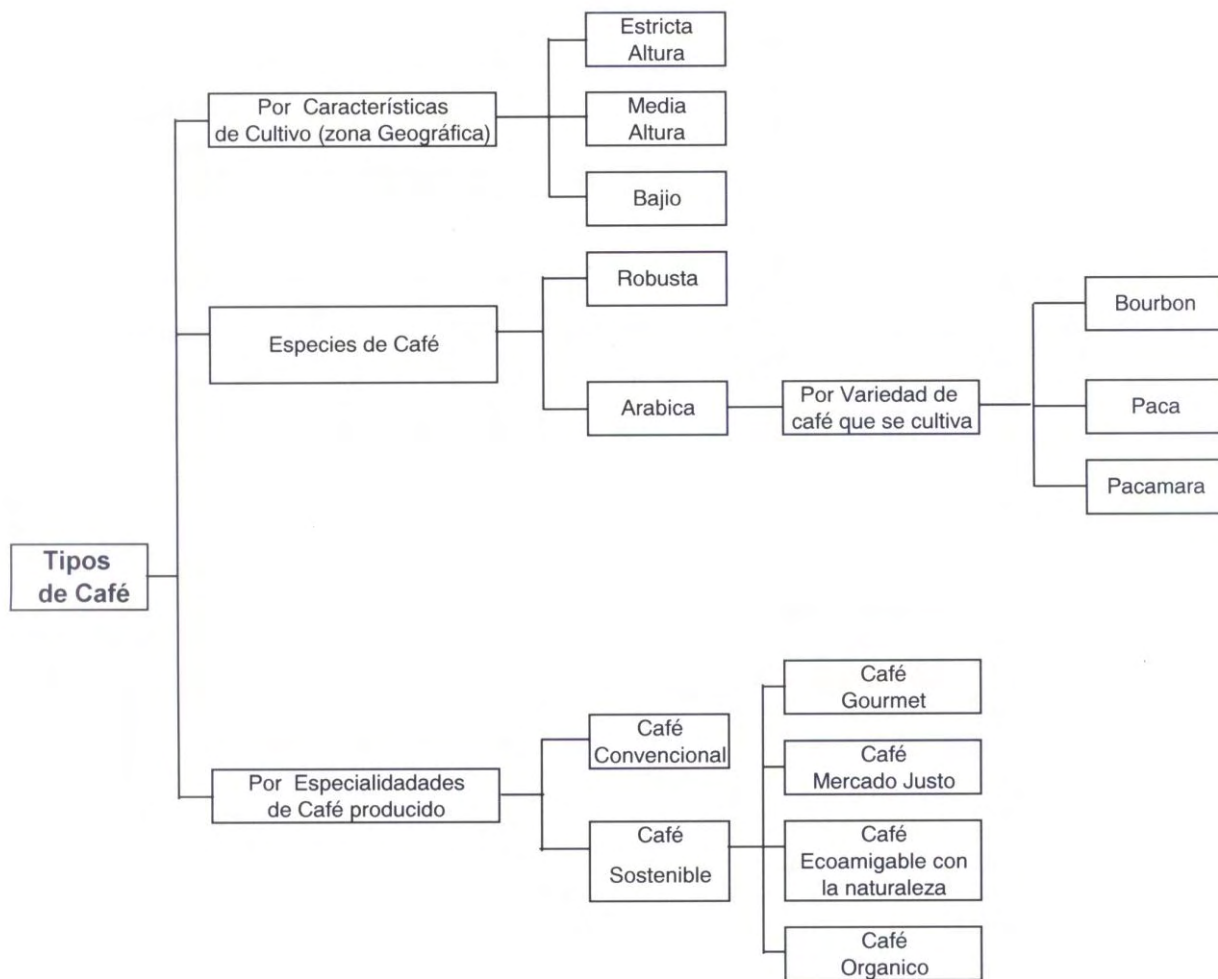 Estricta
Altura
Por Características
de Cultivo (zona Geográfica)
Media
Altura
Bajio
Robusta
Especies de Café
Arabica
Por Variedad de
café que se cultiva
Bourbon
Paca
Pacamara
Tipos
de Café
Por Especialidadades
de Café producido
Café
Convencional
Café
Sostenible
Café
Gourmet
Café
Mercado Justo
Café
Ecoamigable con
la naturaleza
Café
Organico